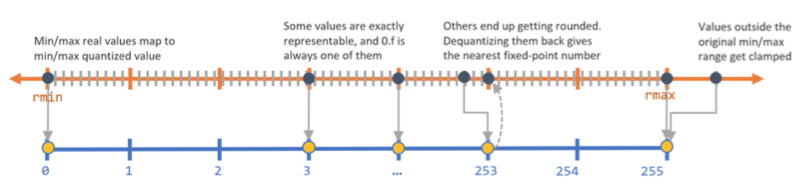 Min/max real values map to
min/max quantized value
Some values are exactly
representable, and 0.f is
always one of them
Others end up getting rounded.
Dequantizing them back gives
the nearest fixed-point number
Values outside the
original min/max
range get clamped
rmin
rmax
0 1 2 3 ... 253 254 255